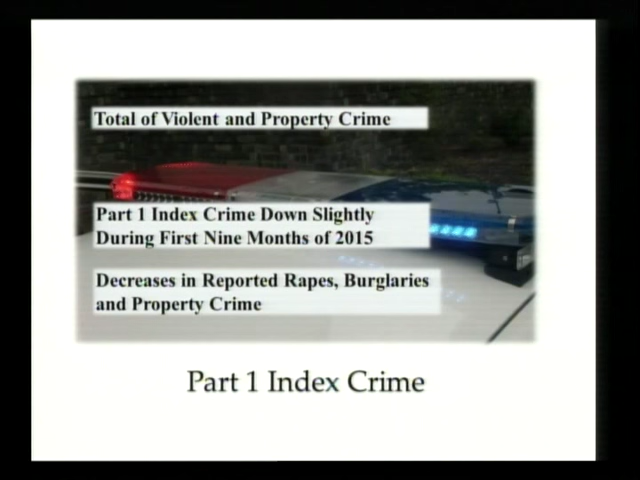 Total of Violent and Property Crime
Part 1 Index Crime Down Slightly
During First Nine Months of 2015
Decreases in Reported Rapes, Burglaries
and Property Crime
Part 1 Index Crime